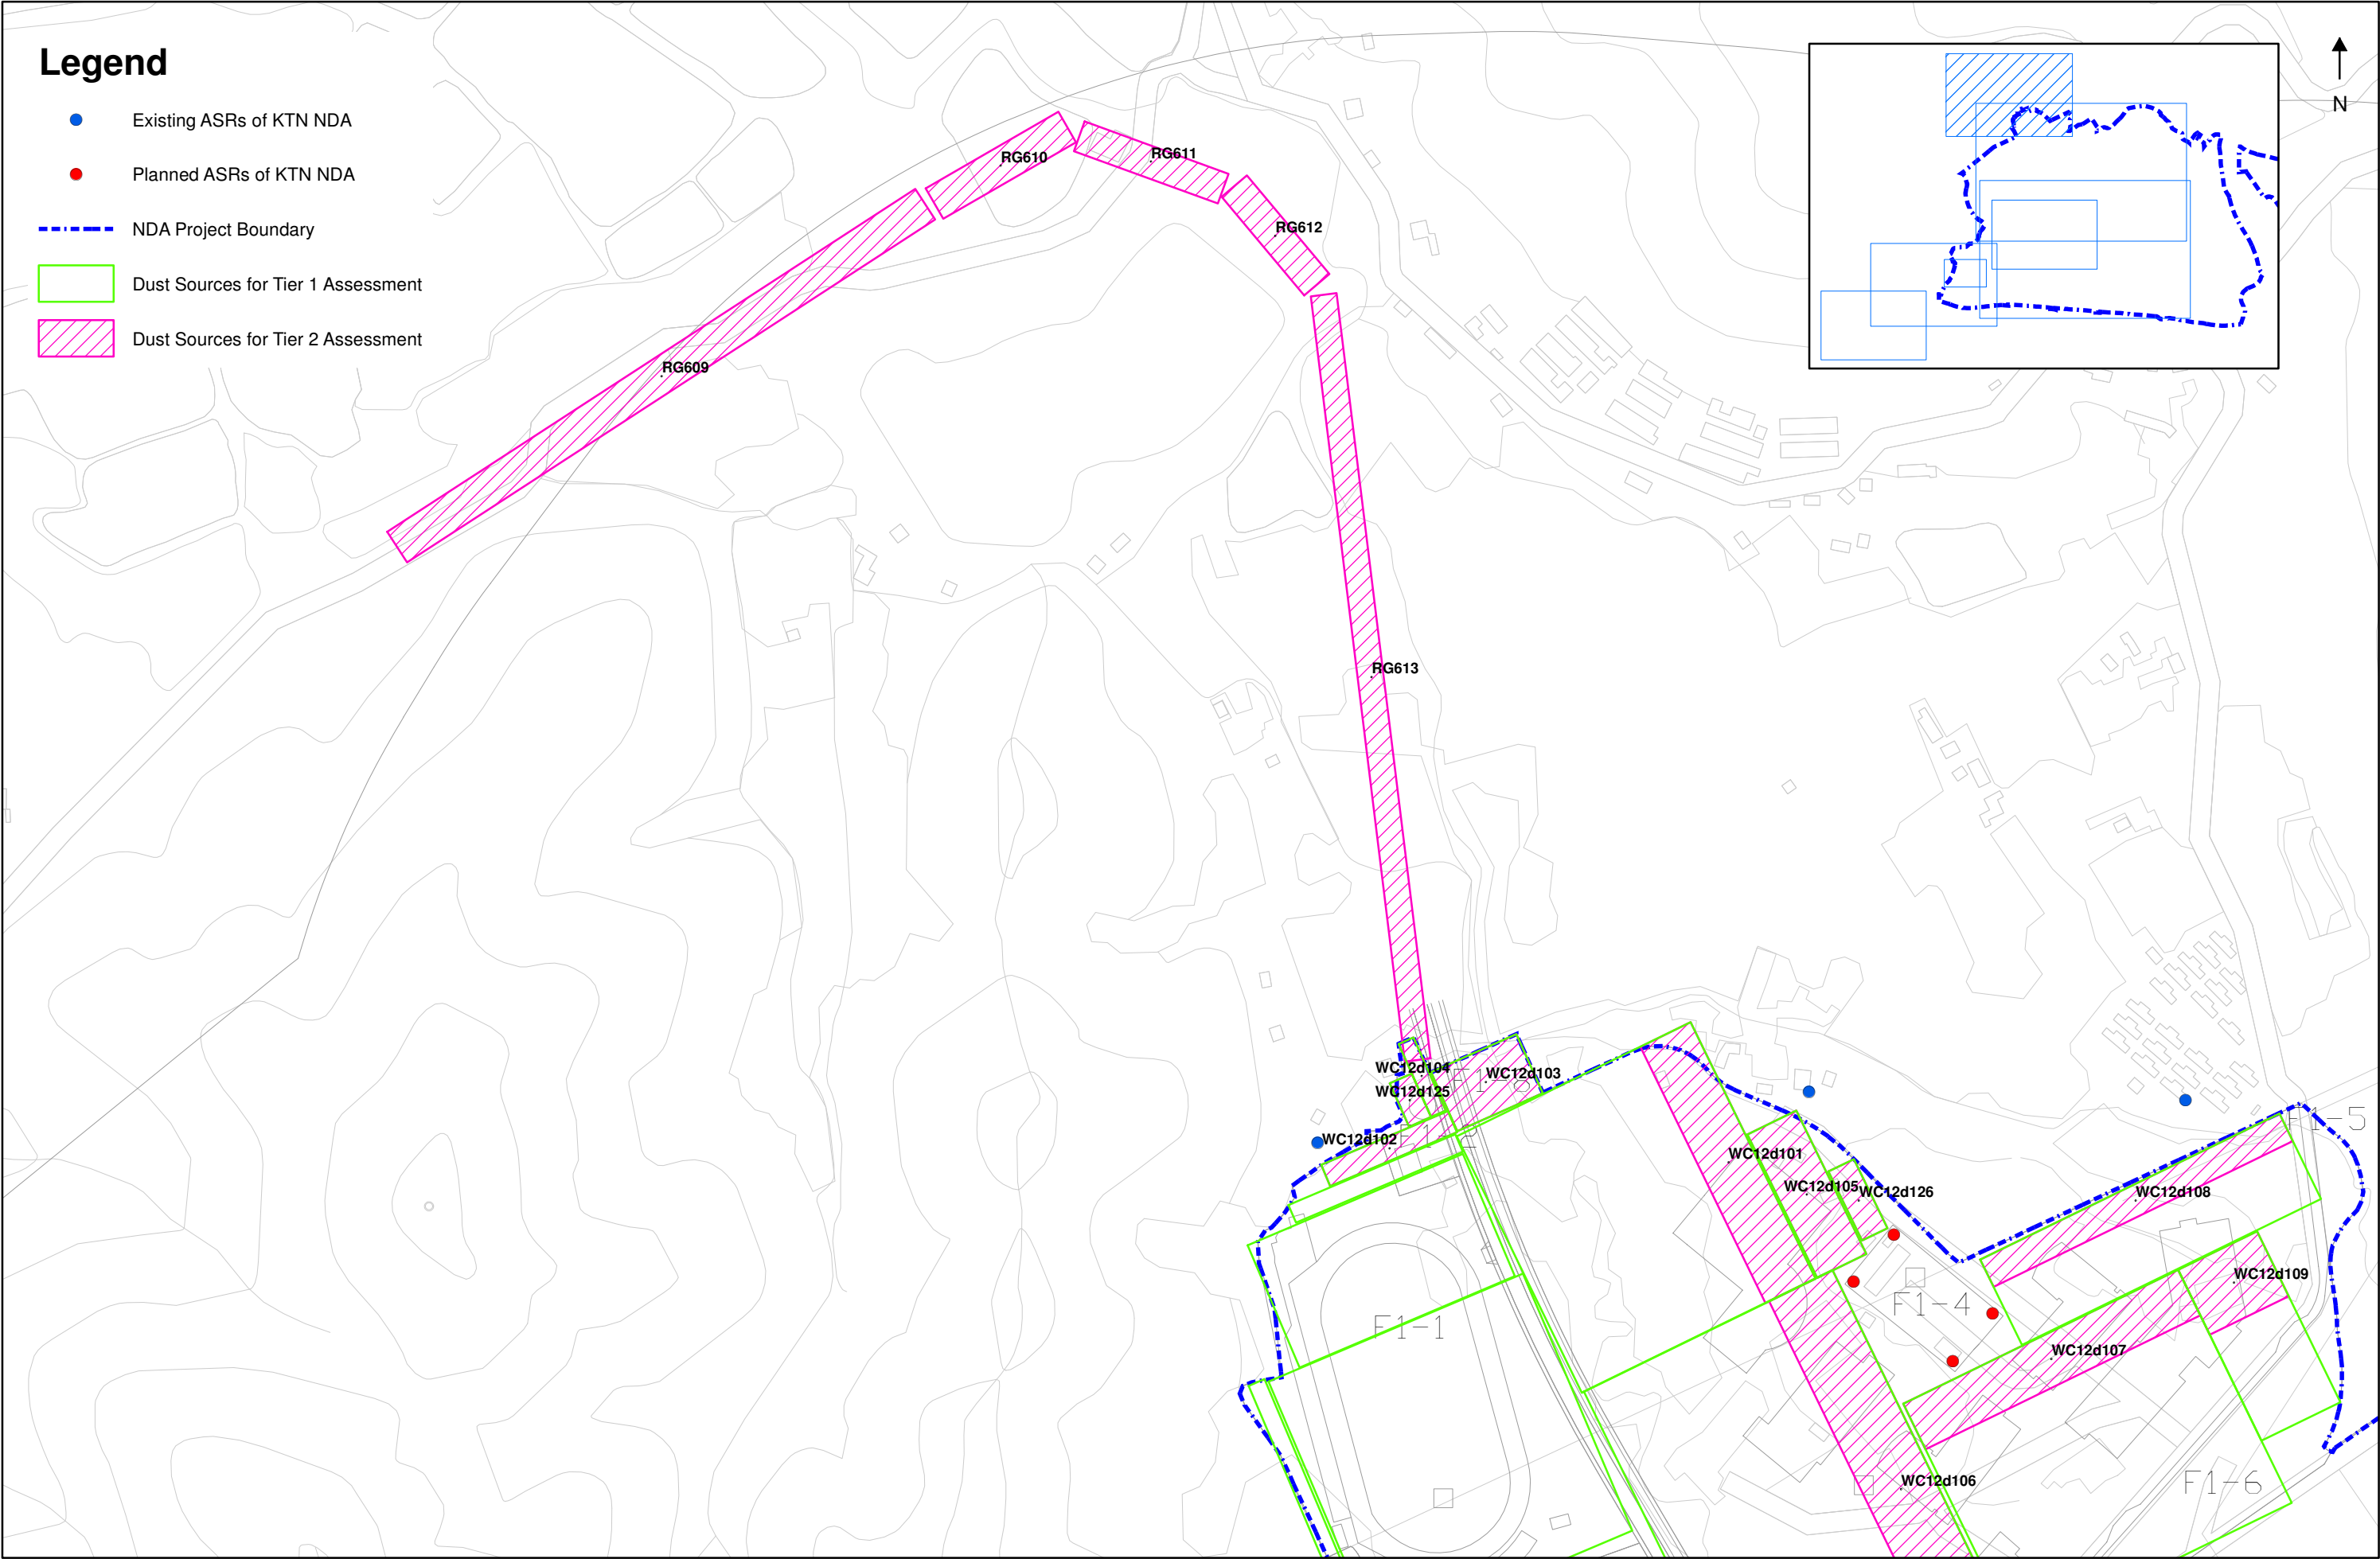 Legend
Existing ASRs of KTN NDA
Planned ASRs of KTN NDA
NDA Project Boundary
Dust Sources for Tier 1 Assessment
Dust Sources for Tier 2 Assessment
N
RG610
RG611
RG612
RG609
RG613
WC12d104
WC12d103
WC12d125
F1-5
WC12d102
WC12d101
WC12d105
WC12d126
WC12d108
WC12d109
F1-4
F1-1
WC12d107
WC12d106
F1-6